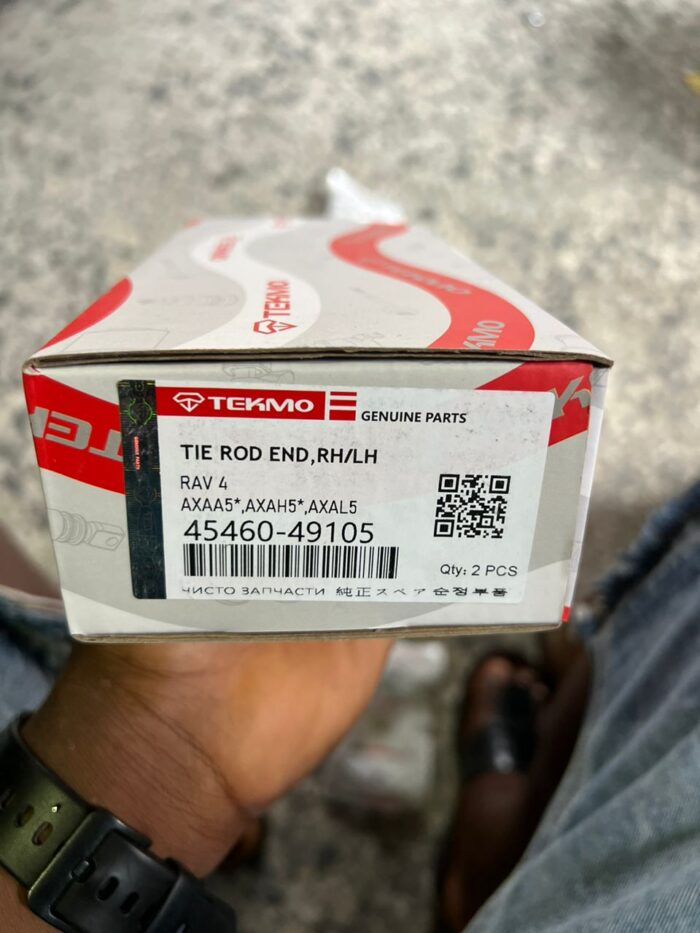 TEKMO
TEKMO
GENUINE PARTS
TIE ROD END,RH/LH
RAV 4
AXAA5*,AXAH5*,AXAL5
45460-49105
Qty: 2 PCS
ЧИСТО ЗАПЧАСТИ 純正スペア 순정부품